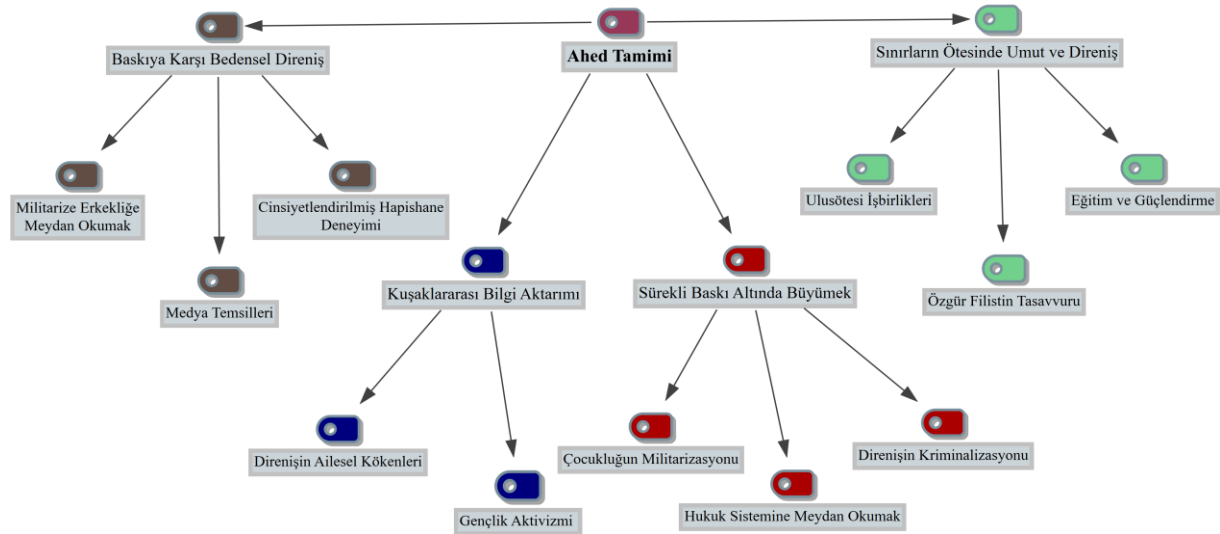 Ahed Tamimi
Baskıya Karşı Bedensel Direniş
Sınırların Ötesinde Umut ve Direniş
Militarize Erkekliğe
Meydan Okumak
Cinsiyetlendirilmiş Hapishane
Deneyimi
Medya Temsilleri
Ulusötesi İşbirlikleri
Eğitim ve Güçlendirme
Özgür Filistin Tasavvuru
Kuşaklararası Bilgi Aktarımı
Sürekli Baskı Altında Büyümek
Direnişin Ailesel Kökenleri
Gençlik Aktivizmi
Çocukluğun Militarizasyonu
Hukuk Sistemine Meydan Okumak
Direnişin Kriminalizasyonu